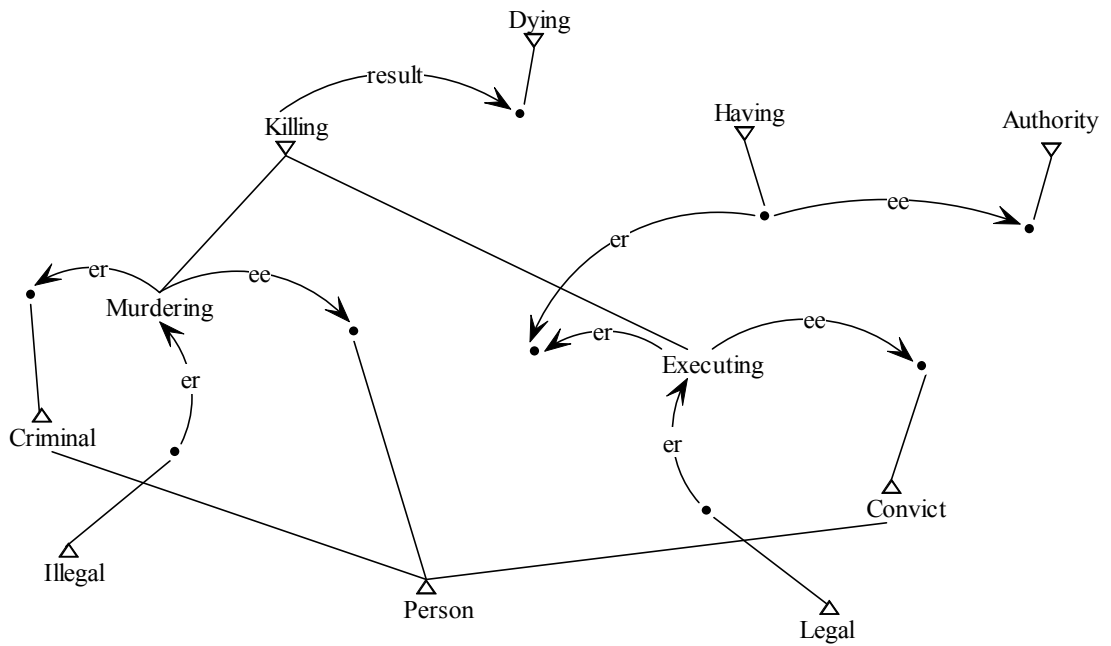 Dying
result
Having
Authority
Killing
ee
er
er
ee
Murdering
ee
er
Executing
er
Criminal
er
Convict
Illegal
Person
Legal